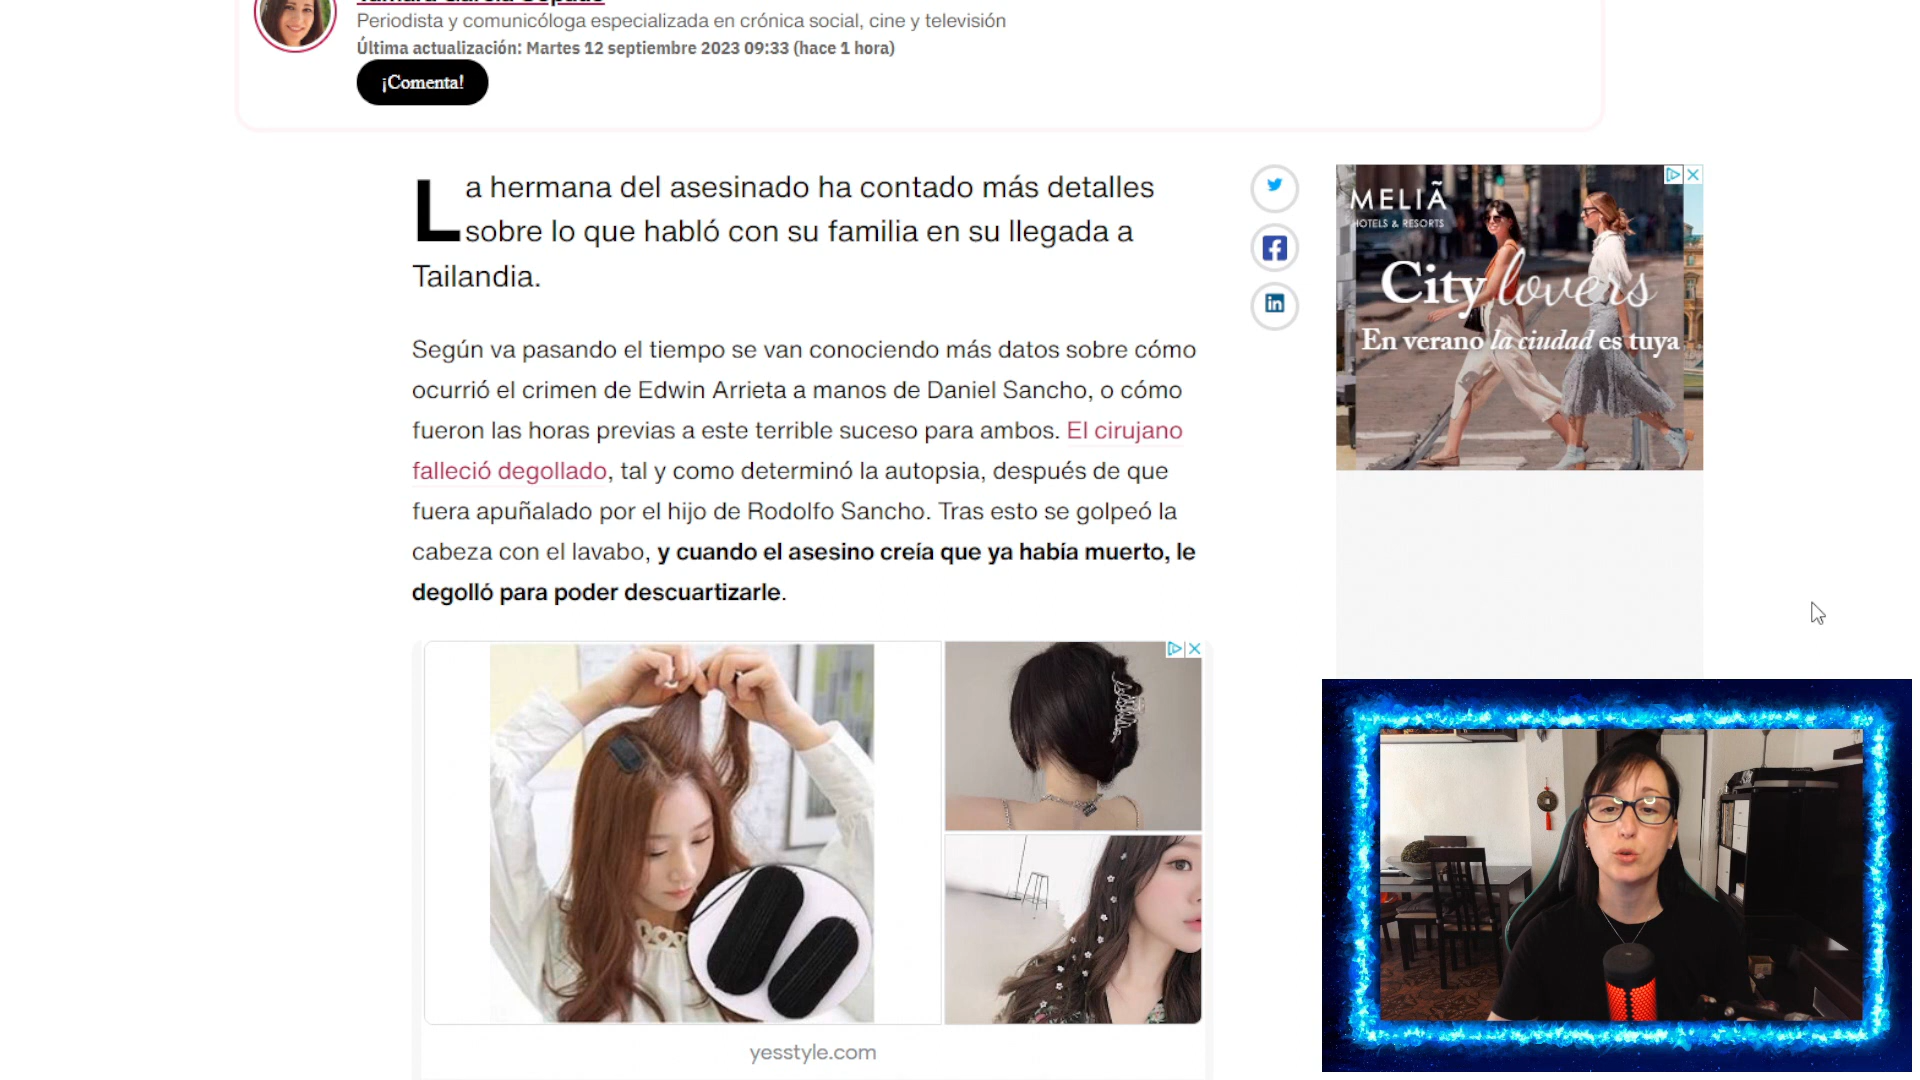 Periodista y comunicóloga especializada en crónica social, cine y televisión
Última actualización: Martes 12 septiembre 2023 09:33 (hace 1 hora)
¡Comenta!
La hermana del asesinado ha contado más detalles
sobre lo que habló con su familia en su llegada a
Tailandia.
Según va pasando el tiempo se van conociendo más datos sobre cómo
ocurrió el crimen de Edwin Arrieta a manos de Daniel Sancho, o cómo
fueron las horas previas a este terrible suceso para ambos. El cirujano
falleció degollado, tal y como determinó la autopsia, después de que
fuera apuñalado por el hijo de Rodolfo Sancho. Tras esto se golpeó la
cabeza con el lavabo, y cuando el asesino creía que ya había muerto, le
degolló para poder descuartizarle.
MELIÃ
HOTELS & RESORTS
City lovers
En verano la ciudad es tuya
yesstyle.com